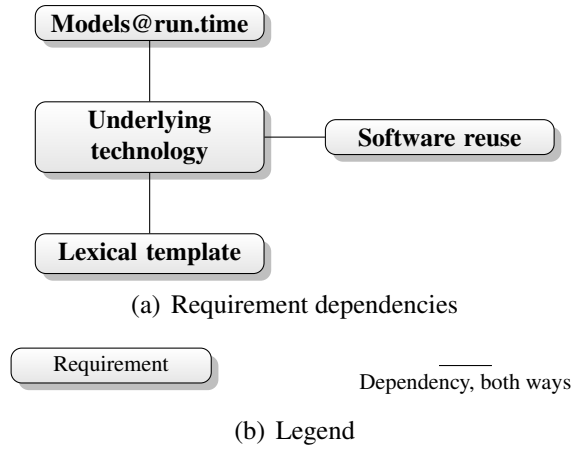 Models@run.time
Underlying
technology
Software reuse
Lexical template
(a) Requirement dependencies
Requirement
Dependency, both ways
(b) Legend